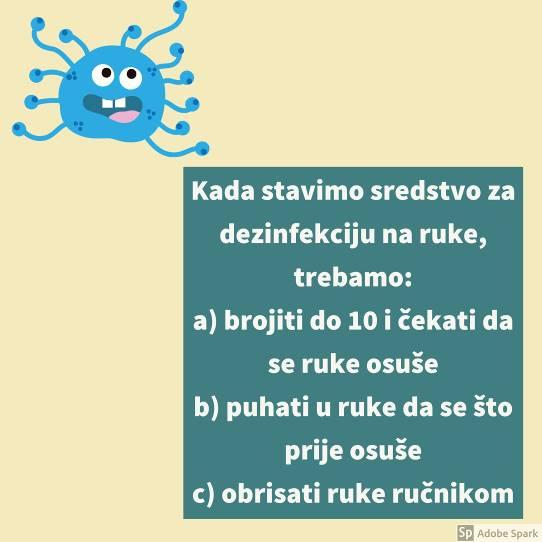 Kada stavimo sredstvo za
dezinfekciju na ruke,
trebamo:
a) brojiti do 10 i čekati da
se ruke osuše
b) puhati u ruke da se što
prije osuše
c) obrisati ruke ručnikom
Sp Adobe Spark